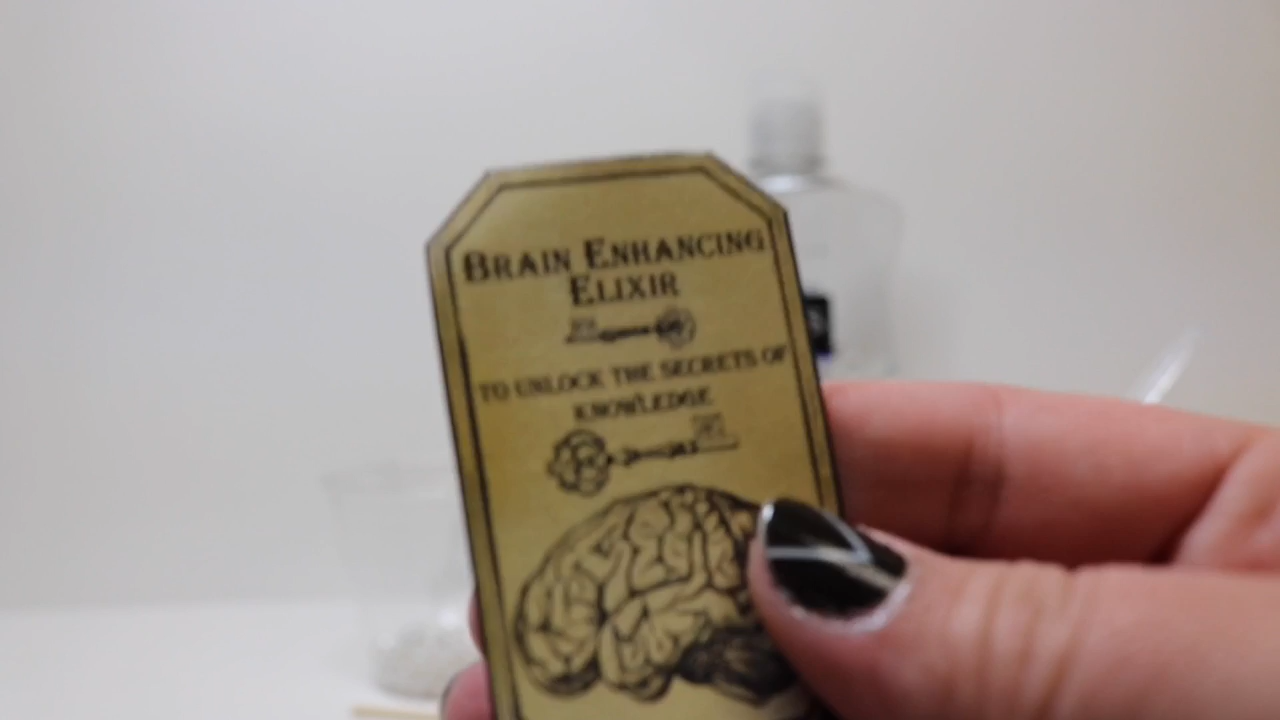 BRAIN ENHANCING
ELIXIR
TO UNLOCK THE SECRETS OF
KNOWLEDGE